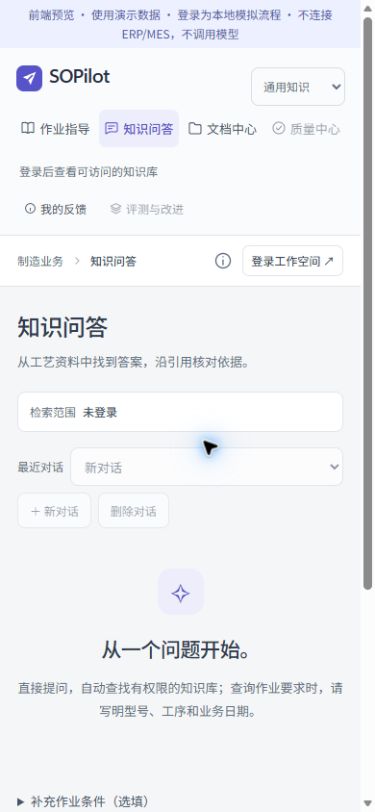 前端预览 · 使用演示数据 · 登录为本地模拟流程 · 不连接
ERP/MES，不调用模型
SOPilot
通用知识
作业指导 知识问答 文档中心 质量中心
登录后查看可访问的知识库
我的反馈 评测与改进
制造业务 > 知识问答
登录工作空间 ↗
知识问答
从工艺资料中找到答案，沿引用核对依据。
检索范围 未登录
最近对话 新对话
＋ 新对话 删除对话
从一个问题开始。
直接提问，自动查找有权限的知识库；查询作业要求时，请
写明型号、工序和业务日期。
▶ 补充作业条件（选填）